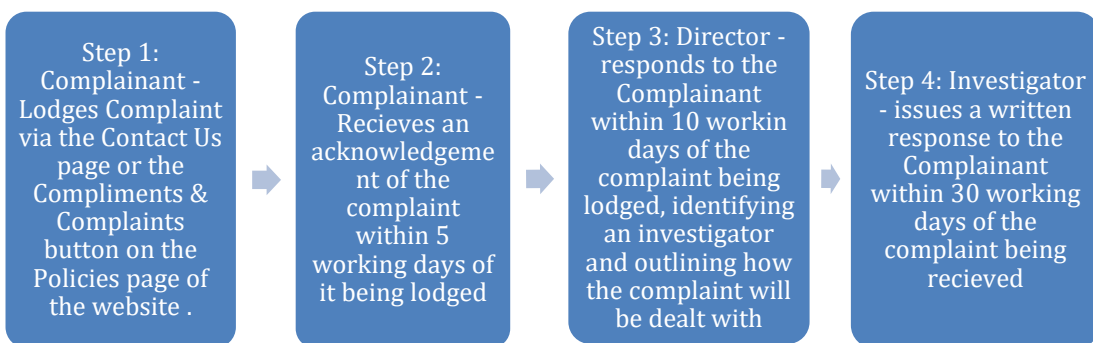 Step 1:
Complainant -
Lodges Complaint
via the Contact Us
page or the
Compliments &
Complaints
button on the
Policies page of
the website .
Step 2:
Complainant -
Recieves an
acknowledgeme
nt of the
complaint
within 5
working days of
it being lodged
Step 3: Director -
responds to the
Complainant
within 10 workin
days of the
complaint being
lodged, identifying
an investigator
and outlining how
the complaint will
be dealt with
Step 4: Investigator
- issues a written
response to the
Complainant
within 30 working
days of the
complaint being
recieved